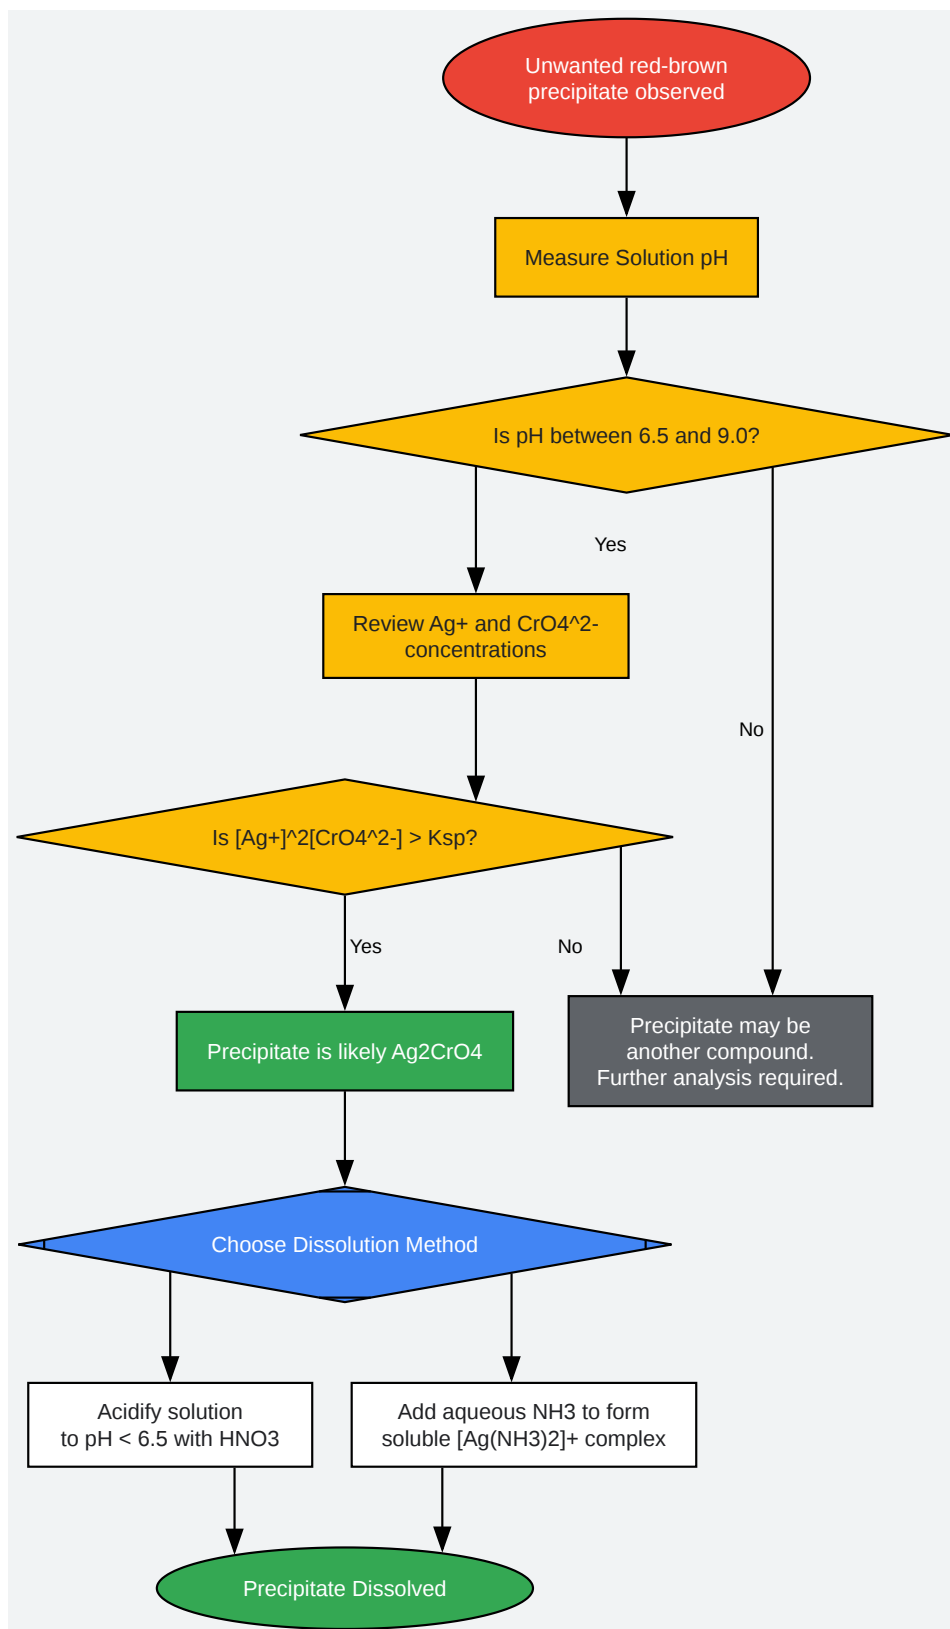 Unwanted red-brown
precipitate observed
Measure Solution pH
Is pH between 6.5 and 9.0?
Yes
Review Ag+ and CrO4^2-
concentrations
No
Is [Ag+]^2[CrO4^2-] > Ksp?
Yes
No
Precipitate is likely Ag2CrO4
Precipitate may be
another compound.
Further analysis required.
Choose Dissolution Method
Acidify solution
to pH < 6.5 with HNO3
Add aqueous NH3 to form
soluble [Ag(NH3)2]+ complex
Precipitate Dissolved